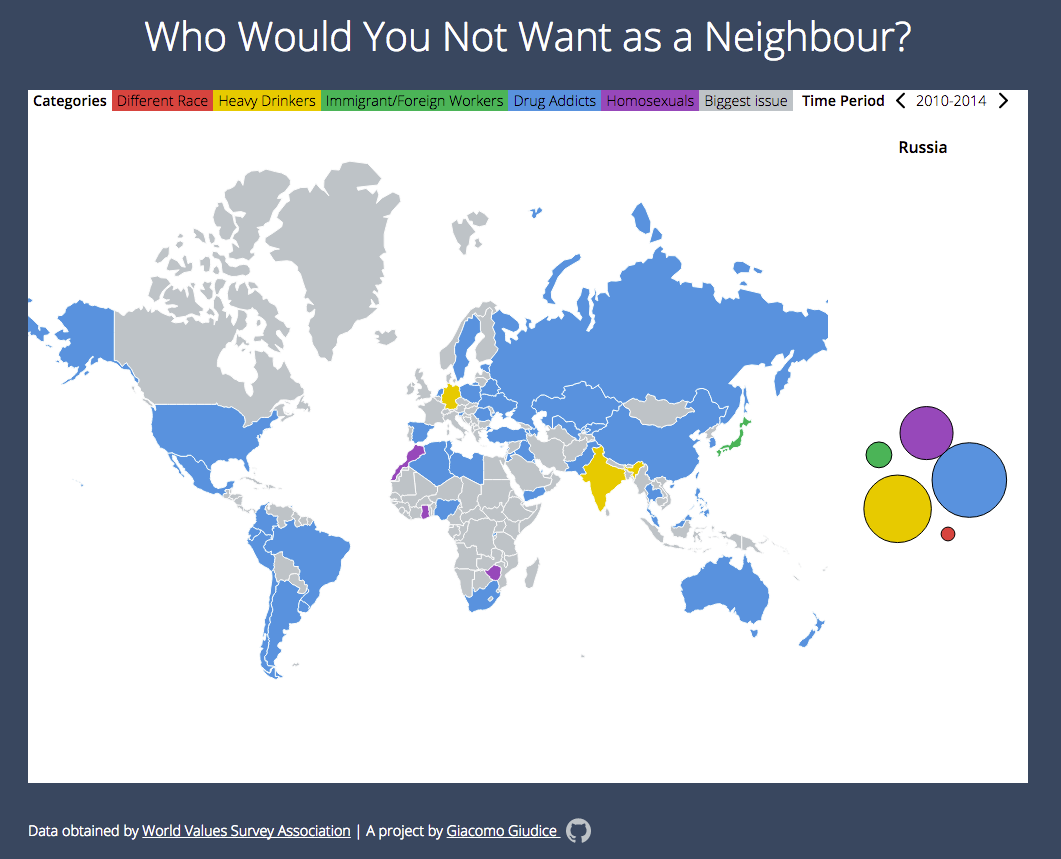 Who Would You Not Want as a Neighbour?
Categories Different Race Heavy Drinkers Immigrant/Foreign Workers Drug Addicts Homosexuals Biggest issue Time Period 2010-2014
Russia
Data obtained by World Values Survey Association | A project by Giacomo Giudice